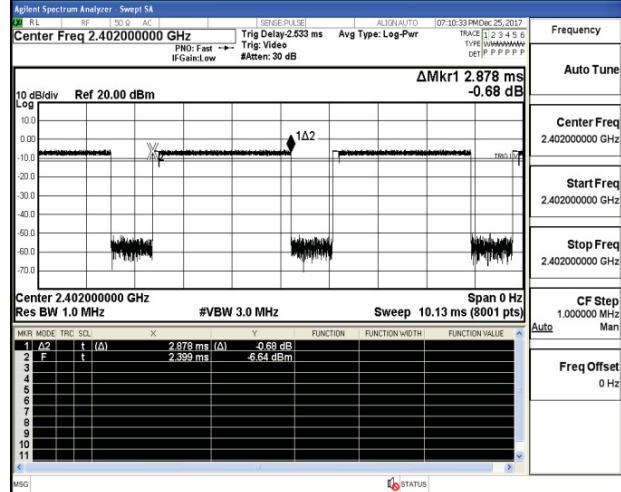 Agilent Spectrum Analyzer - Swept SA
RL RF 50 Ω AC SENSE:PULSE ALIGN AUTO 07:10:33 PM Dec 25, 2017
Center Freq 2.402000000 GHz
PNO: Fast
IFGain:Low
Trig Delay-2.533 ms
Trig: Video
#Atten: 30 dB
Avg Type: Log-Pwr
TRACE 1 2 3 4 5 6
TYPE WWWWWW
DET P P P P P P
ΔMkr1 2.878 ms
-0.68 dB
10 dB/div Ref 20.00 dBm
Log
10.0
0.00
-10.0
-20.0
-30.0
-40.0
-50.0
-60.0
-70.0
1Δ2
TRIG LVL
Center 2.402000000 GHz Span 0 Hz
Res BW 1.0 MHz #VBW 3.0 MHz Sweep 10.13 ms (8001 pts)
MKR MODE TRC SCL X Y FUNCTION FUNCTION WIDTH FUNCTION VALUE
1 Δ2 t (Δ) 2.878 ms (Δ) -0.68 dB
2 F t 2.399 ms -6.64 dBm
3
4
5
6
7
8
9
10
11
MSG STATUS
Frequency
Auto Tune
Center Freq
2.402000000 GHz
Start Freq
2.402000000 GHz
Stop Freq
2.402000000 GHz
CF Step
1.000000 MHz
Auto Man
Freq Offset
0 Hz